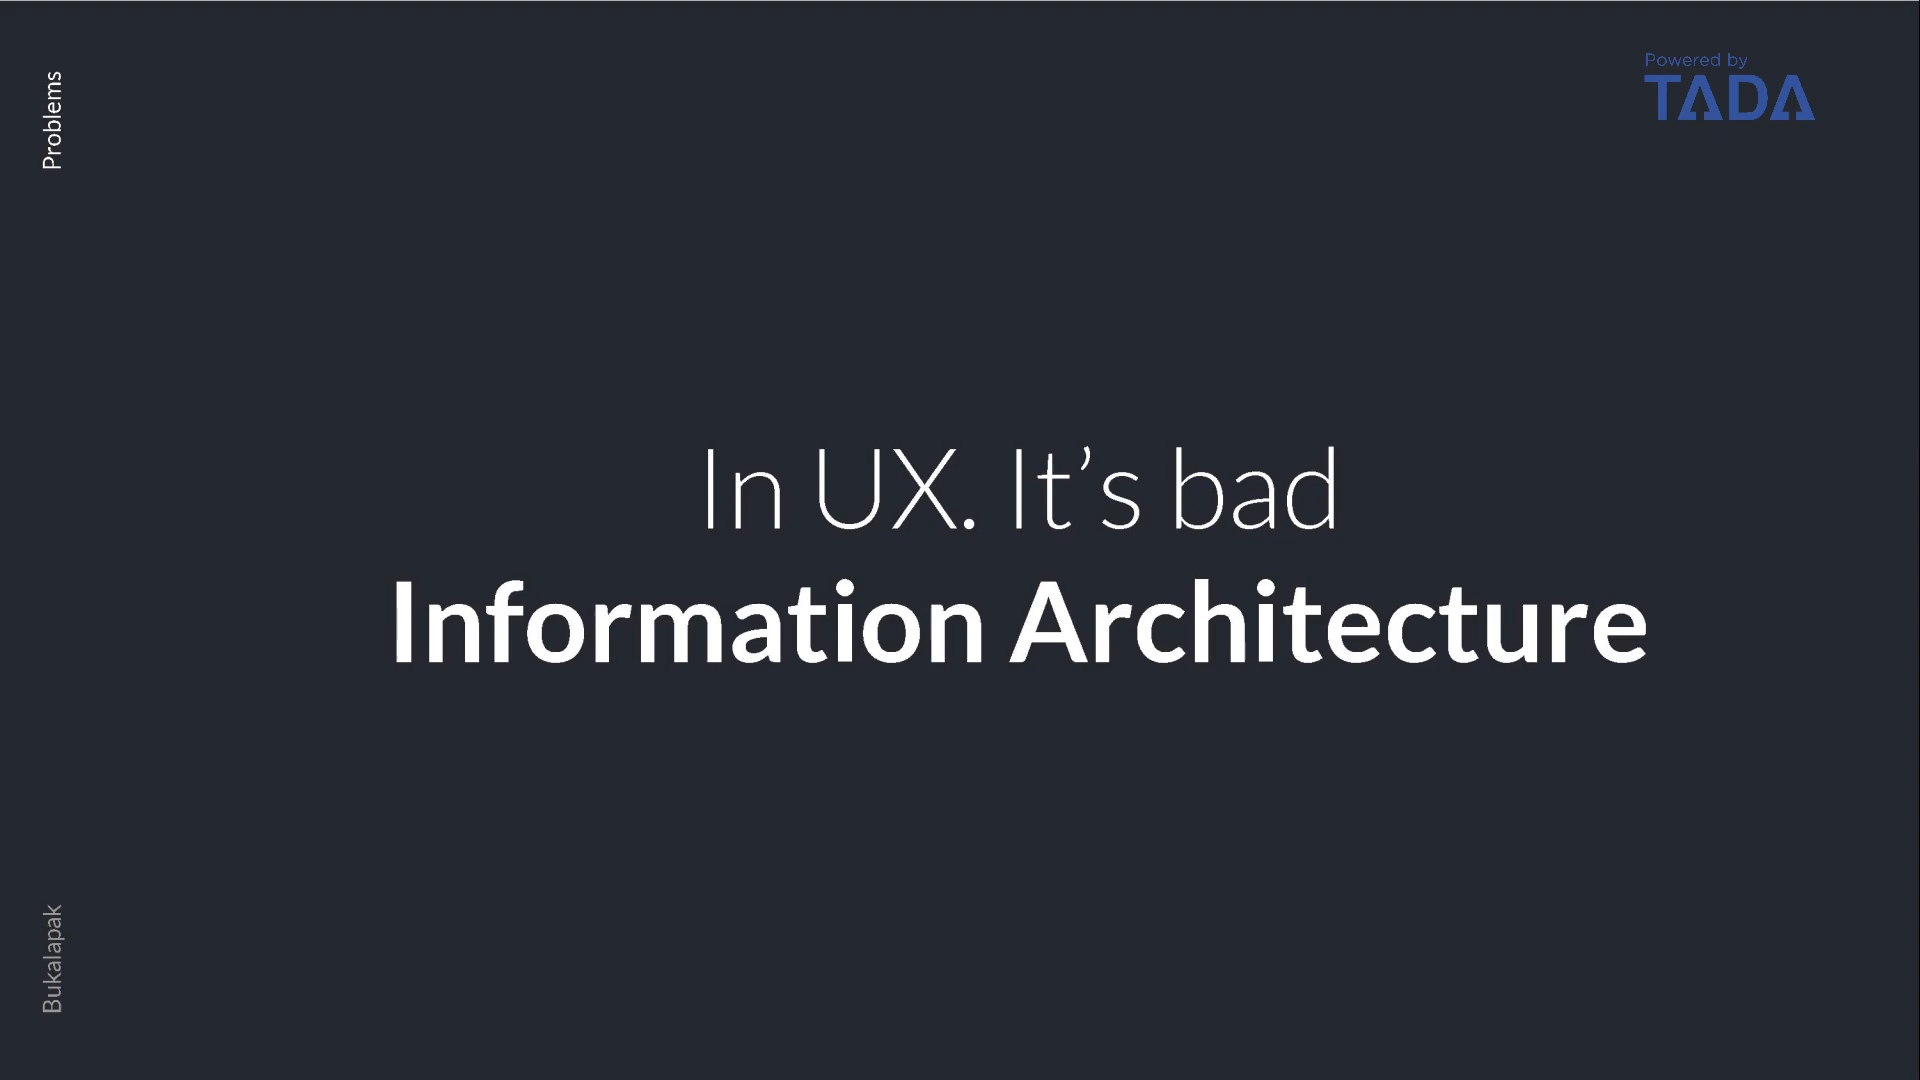 Problems
Powered by
TADA
In UX. It’s bad
Information Architecture
Bukalapak